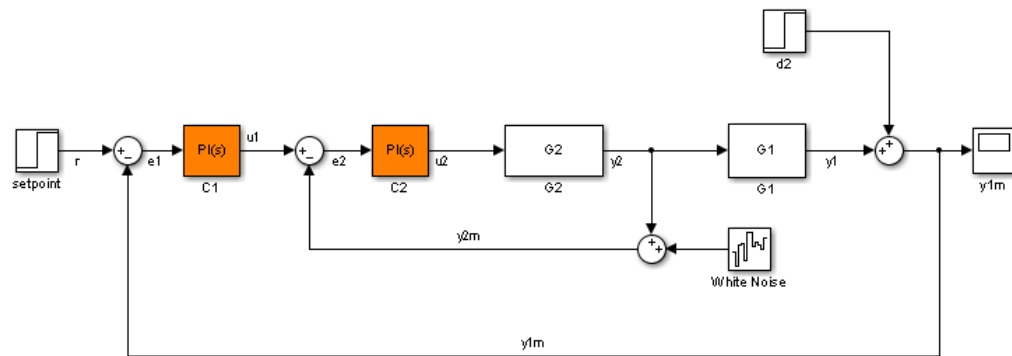 d2
setpoint
r
+
−
e1
PI(s)
C1
u1
+
−
e2
PI(s)
C2
u2
G2
G2
y2
G1
G1
y1
+
+
y1m
y2m
+
+
White Noise
y1m